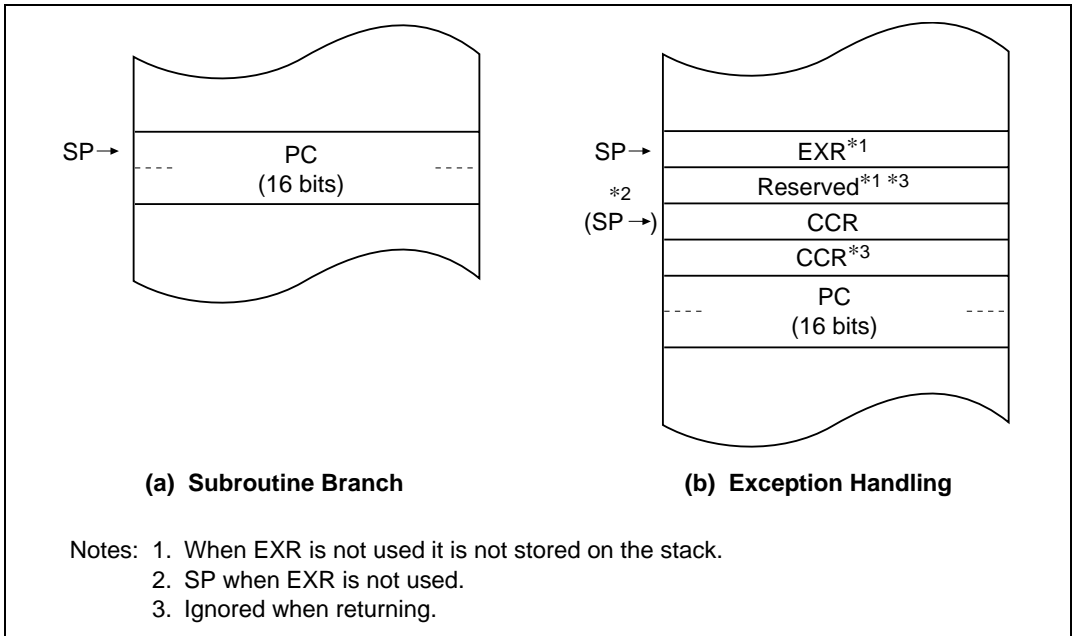 SP→
PC
(16 bits)
(a) Subroutine Branch
SP→
*2
(SP→)
EXR*1
Reserved*1 *3
CCR
CCR*3
PC
(16 bits)
(b) Exception Handling
Notes: 1. When EXR is not used it is not stored on the stack.
2. SP when EXR is not used.
3. Ignored when returning.